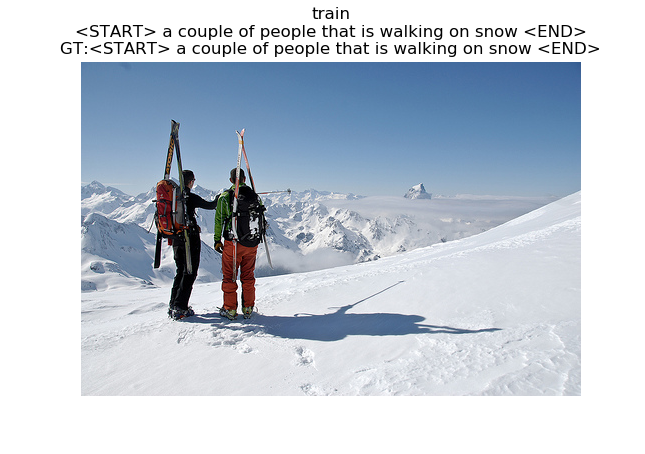 train
<START> a couple of people that is walking on snow <END>
GT:<START> a couple of people that is walking on snow <END>